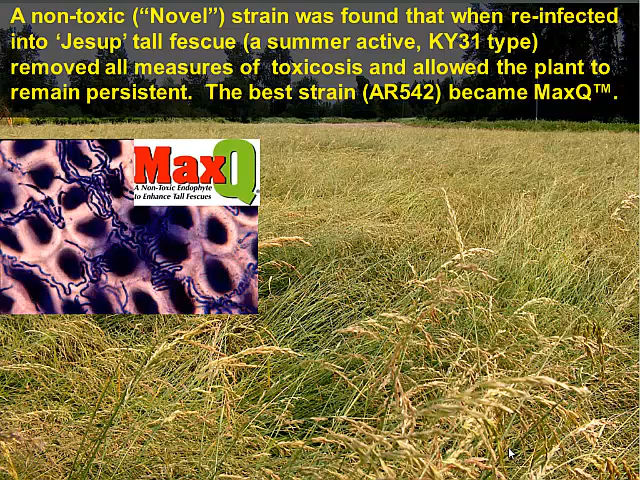 A non-toxic (“Novel”) strain was found that when re-infected
into ‘Jesup’ tall fescue (a summer active, KY31 type)
removed all measures of toxicosis and allowed the plant to
remain persistent. The best strain (AR542) became MaxQ™.
MaxQ®
A Non-Toxic Endophyte
to Enhance Tall Fescues